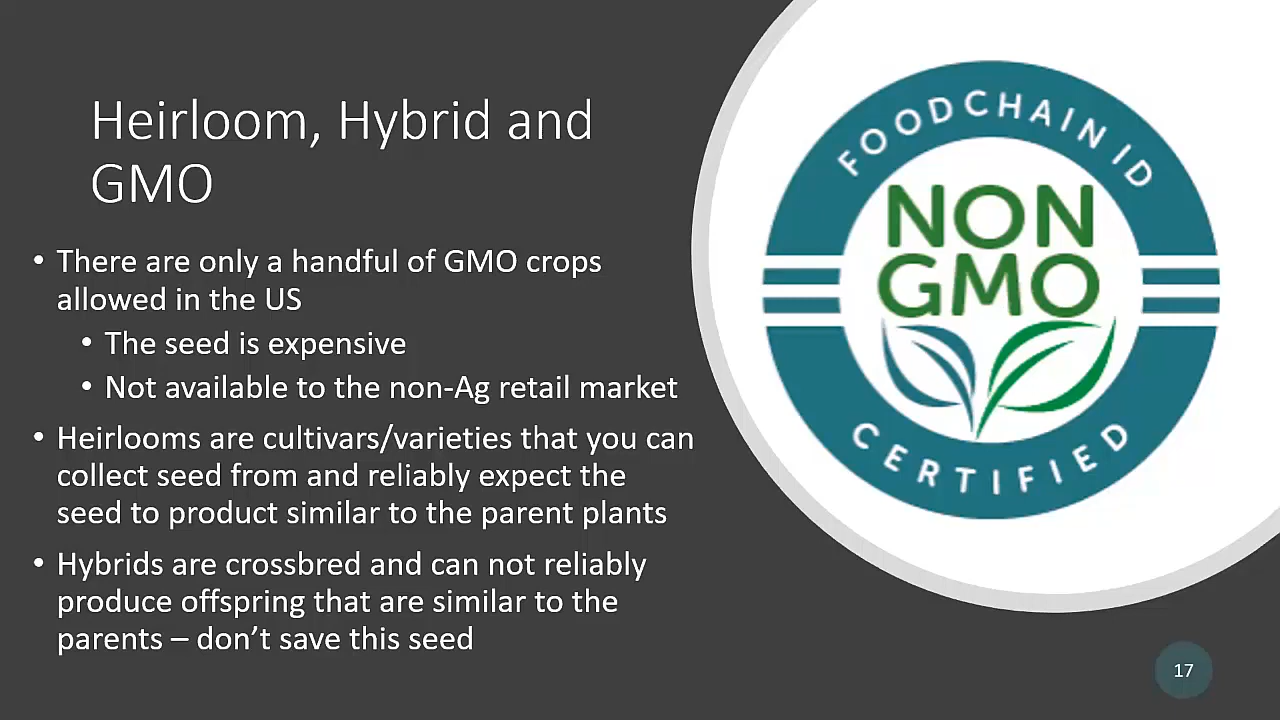 Heirloom, Hybrid and
GMO
• There are only a handful of GMO crops
allowed in the US
• The seed is expensive
• Not available to the non-Ag retail market
• Heirlooms are cultivars/varieties that you can
collect seed from and reliably expect the
seed to product similar to the parent plants
• Hybrids are crossbred and can not reliably
produce offspring that are similar to the
parents – don’t save this seed
FOODCHAIN ID
NON
GMO
CERTIFIED
17